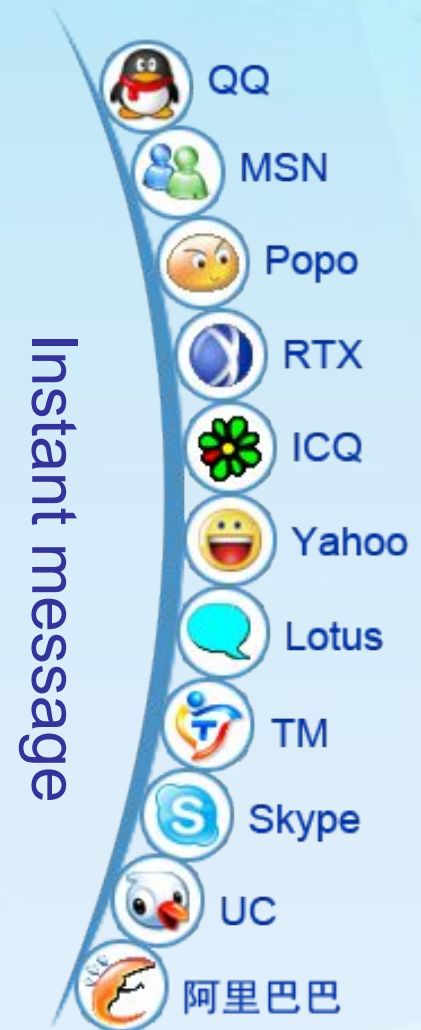 Instant message
QQ
MSN
Popo
RTX
ICQ
Yahoo
Lotus
TM
Skype
UC
阿里巴巴